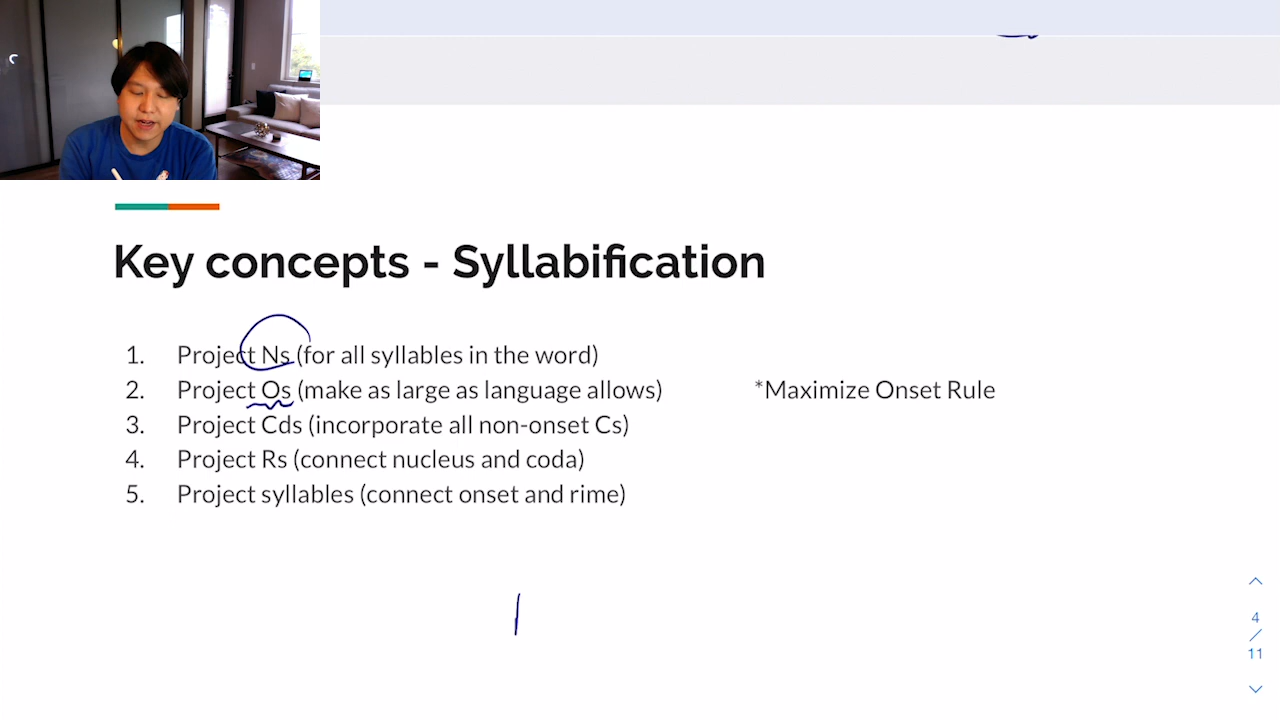 Key concepts - Syllabification
1. Project Ns (for all syllables in the word)
2. Project Os (make as large as language allows) *Maximize Onset Rule
3. Project Cds (incorporate all non-onset Cs)
4. Project Rs (connect nucleus and coda)
5. Project syllables (connect onset and rime)
4
/
11